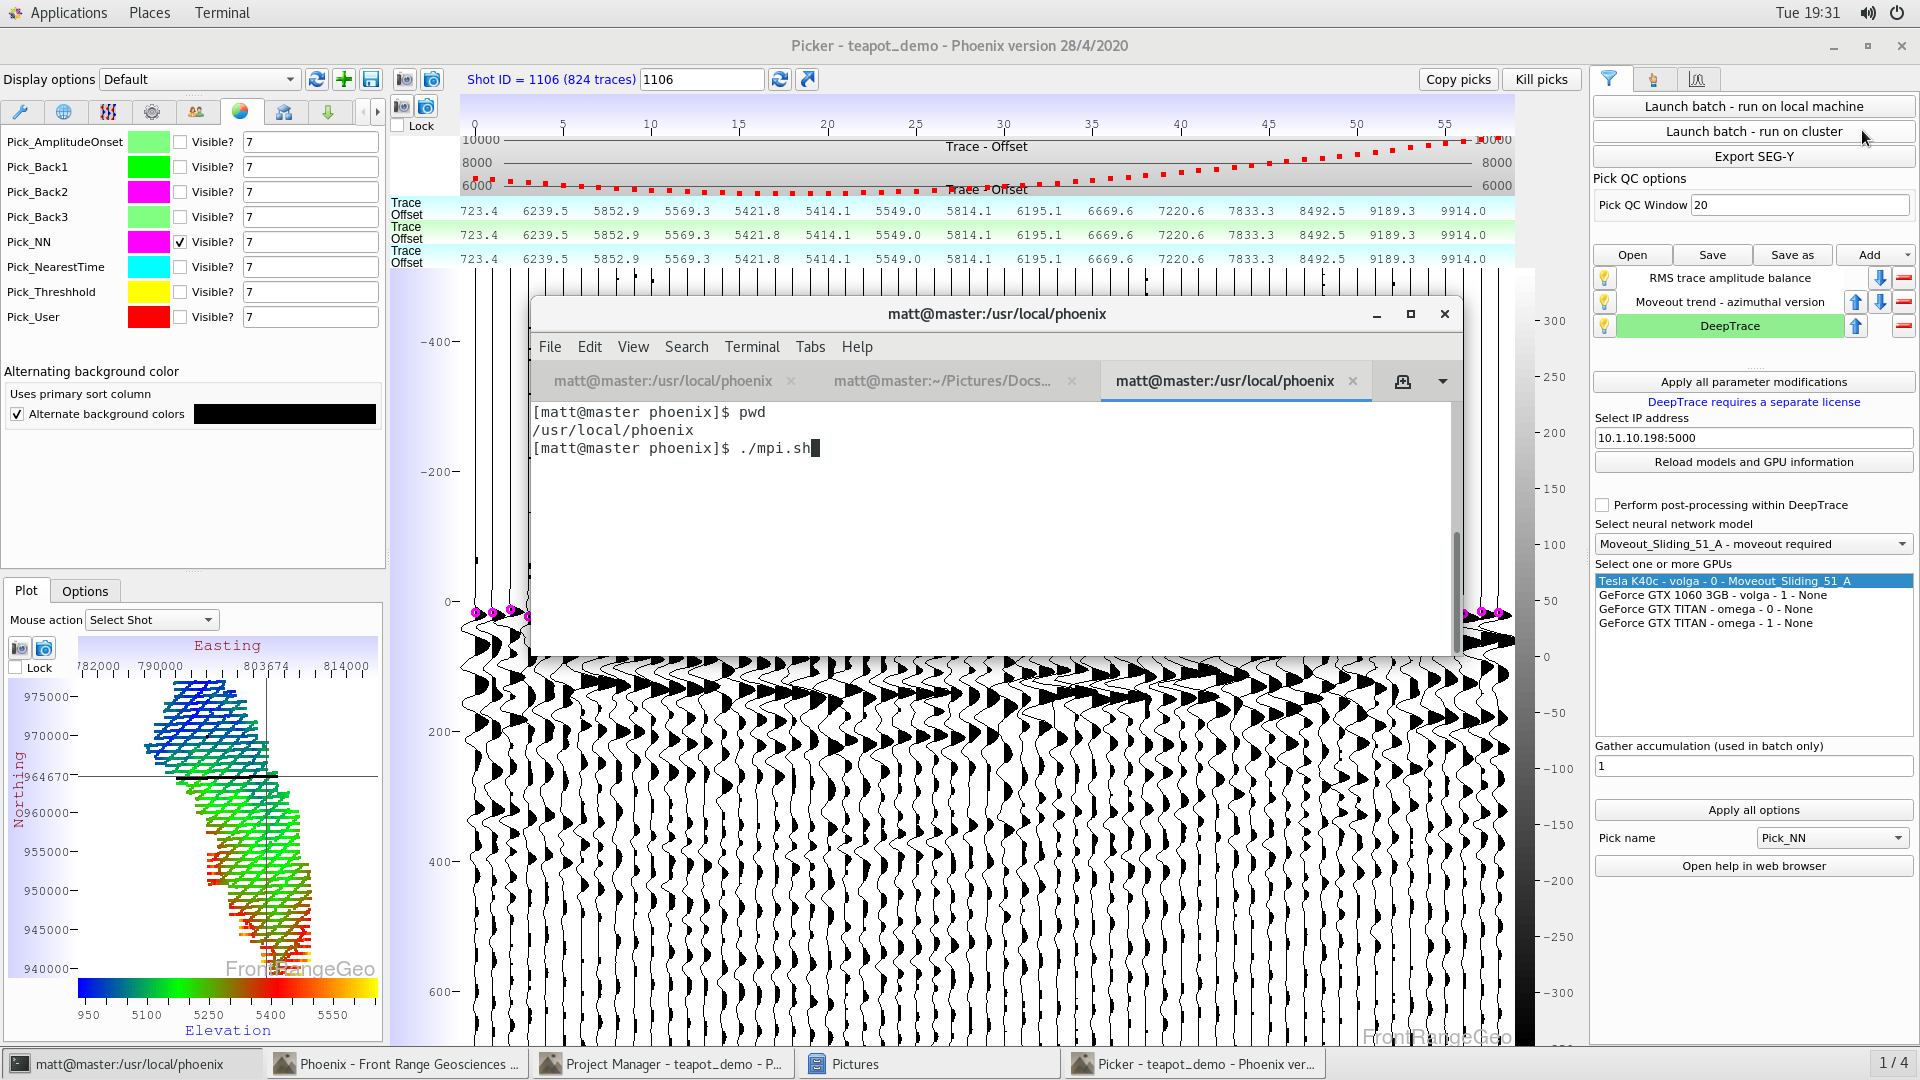 Applications Places Terminal Tue 19:31
Picker - teapot_demo - Phoenix version 28/4/2020
Display options Default
Shot ID = 1106 (824 traces) 1106 Copy picks Kill picks
Lock
Pick_AmplitudeOnset Visible? 7
Pick_Back1 Visible? 7
Pick_Back2 Visible? 7
Pick_Back3 Visible? 7
Pick_NN Visible? 7
Pick_NearestTime Visible? 7
Pick_Threshhold Visible? 7
Pick_User Visible? 7
Alternating background color
Uses primary sort column
Alternate background colors
Plot Options
Mouse action Select Shot
Lock
Easting
782000 790000 803674 814000
Northing
975000
970000
964670
960000
955000
950000
945000
940000
FrontRangeGeo
950 5100 5250 5400 5550
Elevation
0 5 10 15 20 25 30 35 40 45 50 55
10000 Trace - Offset 10000
8000 8000
6000 Trace - Offset 6000
Trace
Offset 723.4 6239.5 5852.9 5569.3 5421.8 5414.1 5549.0 5814.1 6195.1 6669.6 7220.6 7833.3 8492.5 9189.3 9914.0
Trace
Offset 723.4 6239.5 5852.9 5569.3 5421.8 5414.1 5549.0 5814.1 6195.1 6669.6 7220.6 7833.3 8492.5 9189.3 9914.0
Trace
Offset 723.4 6239.5 5852.9 5569.3 5421.8 5414.1 5549.0 5814.1 6195.1 6669.6 7220.6 7833.3 8492.5 9189.3 9914.0
-400
-200
0
200
400
600
matt@master:/usr/local/phoenix
File Edit View Search Terminal Tabs Help
matt@master:/usr/local/phoenix matt@master:~/Pictures/Docs... matt@master:/usr/local/phoenix
[matt@master phoenix]$ pwd
/usr/local/phoenix
[matt@master phoenix]$ ./mpi.sh
300
250
200
150
100
50
0
-50
-100
-150
-200
-250
-300
FrontRangeGeo
Launch batch - run on local machine
Launch batch - run on cluster
Export SEG-Y
Pick QC options
Pick QC Window 20
Open Save Save as Add
RMS trace amplitude balance
Moveout trend - azimuthal version
DeepTrace
Apply all parameter modifications
DeepTrace requires a separate license
Select IP address
10.1.10.198:5000
Reload models and GPU information
Perform post-processing within DeepTrace
Select neural network model
Moveout_Sliding_51_A - moveout required
Select one or more GPUs
Tesla K40c - volga - 0 - Moveout_Sliding_51_A
GeForce GTX 1060 3GB - volga - 1 - None
GeForce GTX TITAN - omega - 0 - None
GeForce GTX TITAN - omega - 1 - None
Gather accumulation (used in batch only)
1
Apply all options
Pick name Pick_NN
Open help in web browser
matt@master:/usr/local/phoenix Phoenix - Front Range Geosciences ... Project Manager - teapot_demo - P... Pictures Picker - teapot_demo - Phoenix ver... 1 / 4